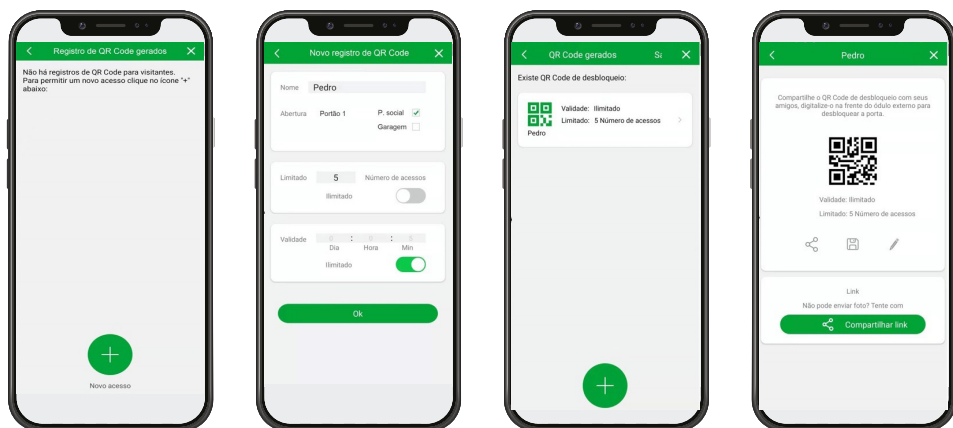 Registro de QR Code gerados
Não há registros de QR Code para visitantes.
Para permitir um novo acesso clique no ícone "+"
abaixo:
Novo acesso
Novo registro de QR Code
Nome Pedro
Abertura Portão 1 P. social
Garagem
Limitado 5 Número de acessos
Ilimitado
Validade 0 : 0 : 5
Dia Hora Min
Ilimitado
Ok
QR Code gerados Sa
Existe QR Code de desbloqueio:
Validade: Ilimitado
Limitado: 5 Número de acessos
Pedro
Pedro
Compartilhe o QR Code de desbloqueio com seus
amigos, digitalize-o na frente do ódulo externo para
desbloquear a porta.
Validade: Ilimitado
Limitado: 5 Número de acessos
Link
Não pode enviar foto? Tente com
Compartilhar link